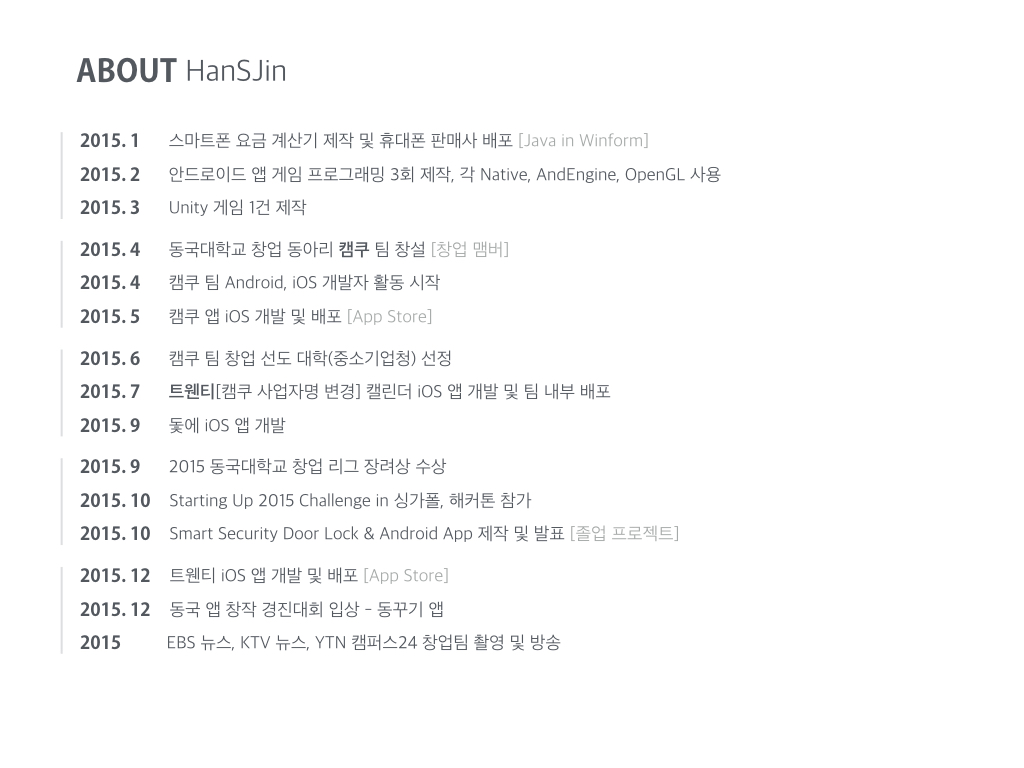 ABOUT HanSJin
2015. 1 스마트폰 요금 계산기 제작 및 휴대폰 판매사 배포 [Java in Winform]
2015. 2 안드로이드 앱 게임 프로그래밍 3회 제작, 각 Native, AndEngine, OpenGL 사용
2015. 3 Unity 게임 1건 제작
2015. 4 동국대학교 창업 동아리 캠쿠 팀 창설 [창업 맴버]
2015. 4 캠쿠 팀 Android, iOS 개발자 활동 시작
2015. 5 캠쿠 앱 iOS 개발 및 배포 [App Store]
2015. 6 캠쿠 팀 창업 선도 대학(중소기업청) 선정
2015. 7 트웬티[캠쿠 사업자명 변경] 캘린더 iOS 앱 개발 및 팀 내부 배포
2015. 9 돛에 iOS 앱 개발
2015. 9 2015 동국대학교 창업 리그 장려상 수상
2015. 10 Starting Up 2015 Challenge in 싱가폴, 해커톤 참가
2015. 10 Smart Security Door Lock & Android App 제작 및 발표 [졸업 프로젝트]
2015. 12 트웬티 iOS 앱 개발 및 배포 [App Store]
2015. 12 동국 앱 창작 경진대회 입상 - 동꾸기 앱
2015 EBS 뉴스, KTV 뉴스, YTN 캠퍼스24 창업팀 촬영 및 방송